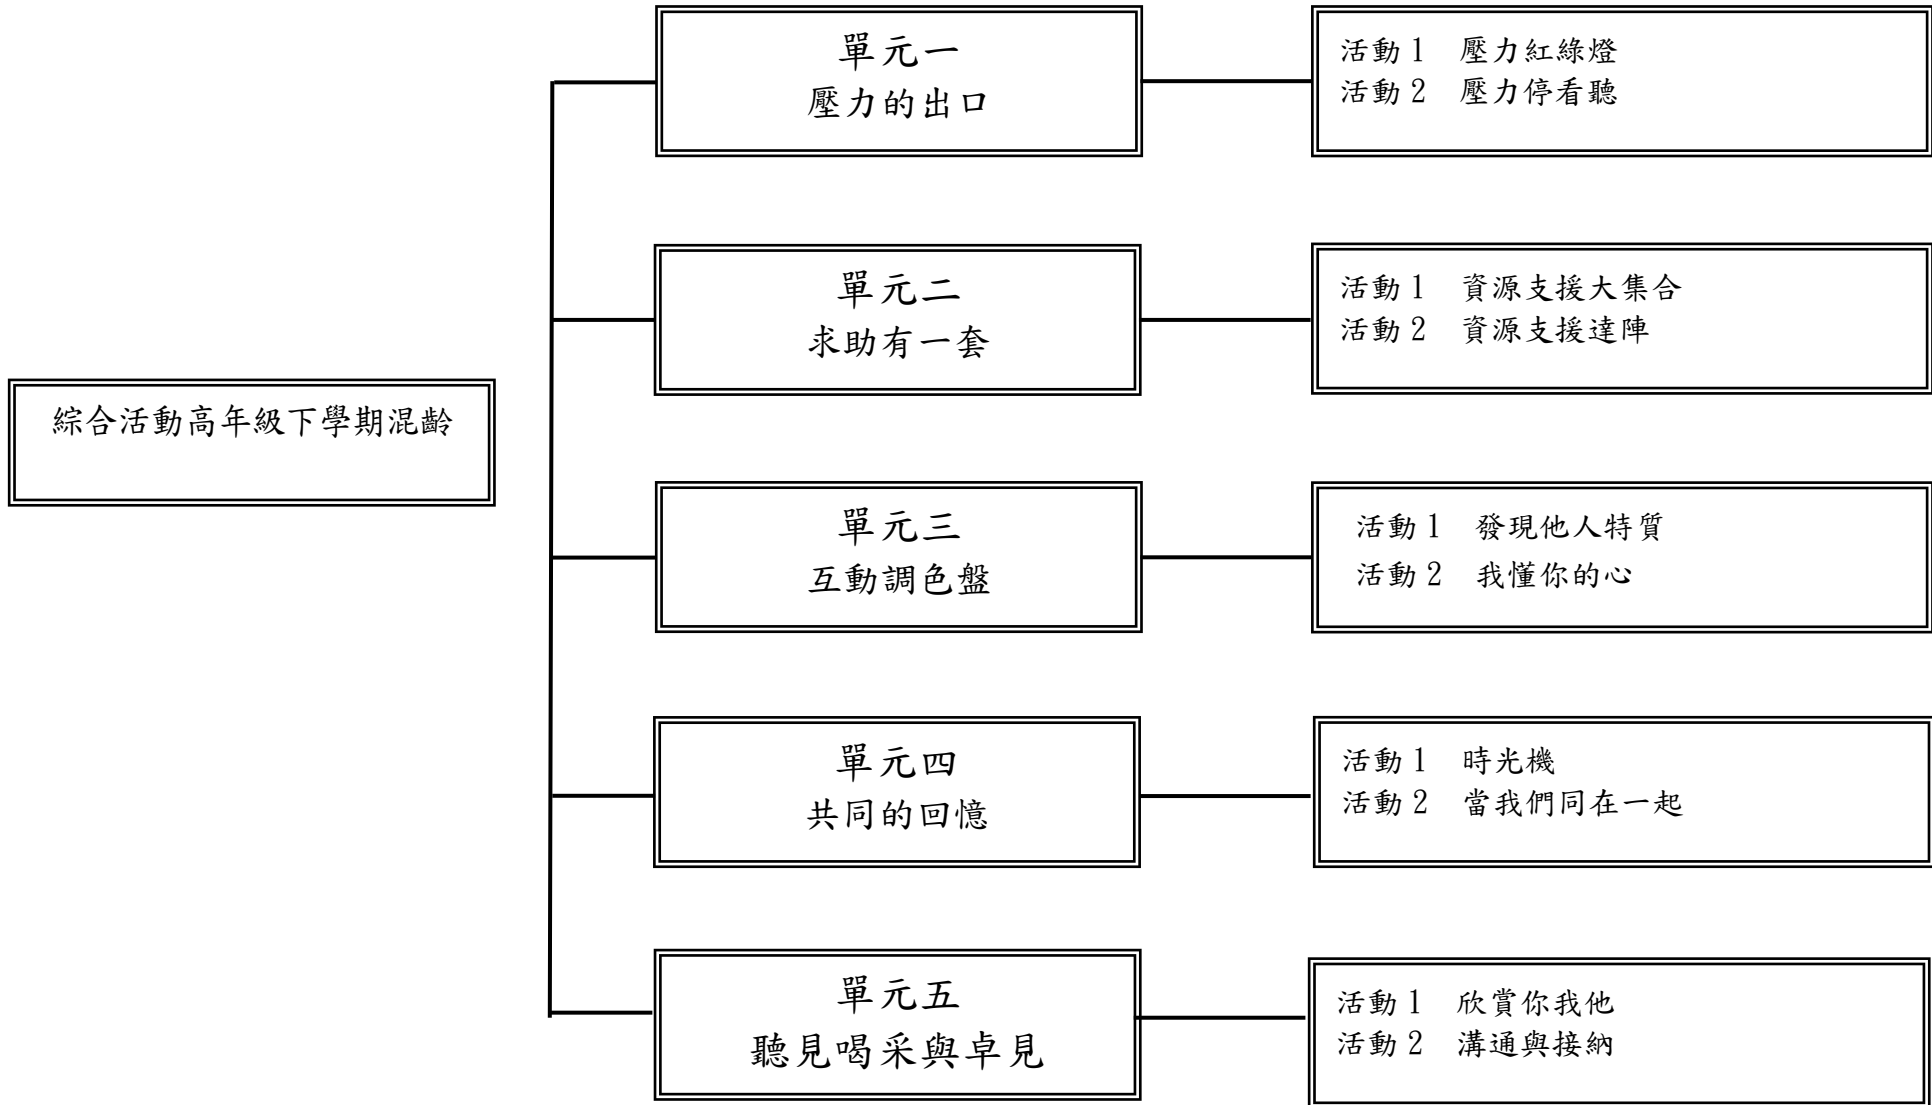 綜合活動高年級下學期混齡
單元一
壓力的出口
活動1　壓力紅綠燈
活動2　壓力停看聽
單元二
求助有一套
活動1　資源支援大集合
活動2　資源支援達陣
單元三
互動調色盤
活動1　發現他人特質
活動2　我懂你的心
單元四
共同的回憶
活動1　時光機
活動2　當我們同在一起
單元五
聽見喝采與卓見
活動1　欣賞你我他
活動2　溝通與接納